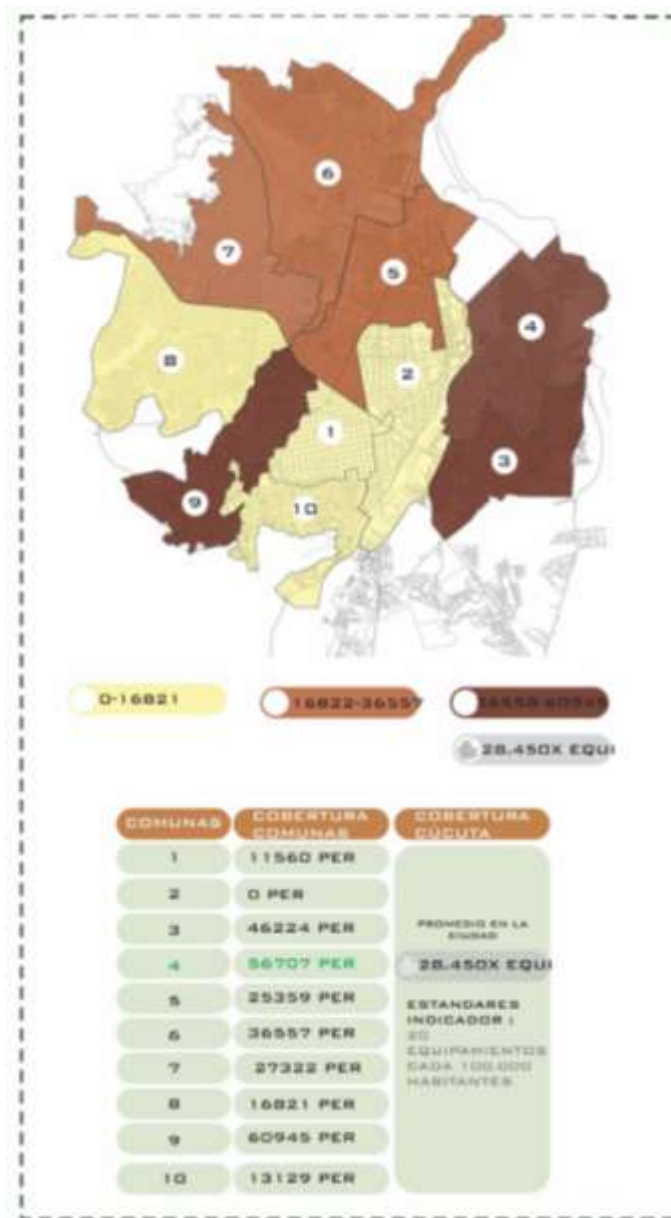 6
7
5
4
8
2
1
3
9
10
0-16821
16822-36557
28.450X EQUI
COMUNAS
COBERTURA COMUNAS
COBERTURA CÚCUTA
1 11560 PER
2 0 PER
3 46224 PER
4 56707 PER
5 25359 PER
6 36557 PER
7 27322 PER
8 16821 PER
9 60945 PER
10 13129 PER
PROMEDIO EN LA
CIUDAD
28.450X EQUI
ESTANDARES
INDICADOR :
20
EQUIPAMIENTOS
CADA 100.000
HABITANTES